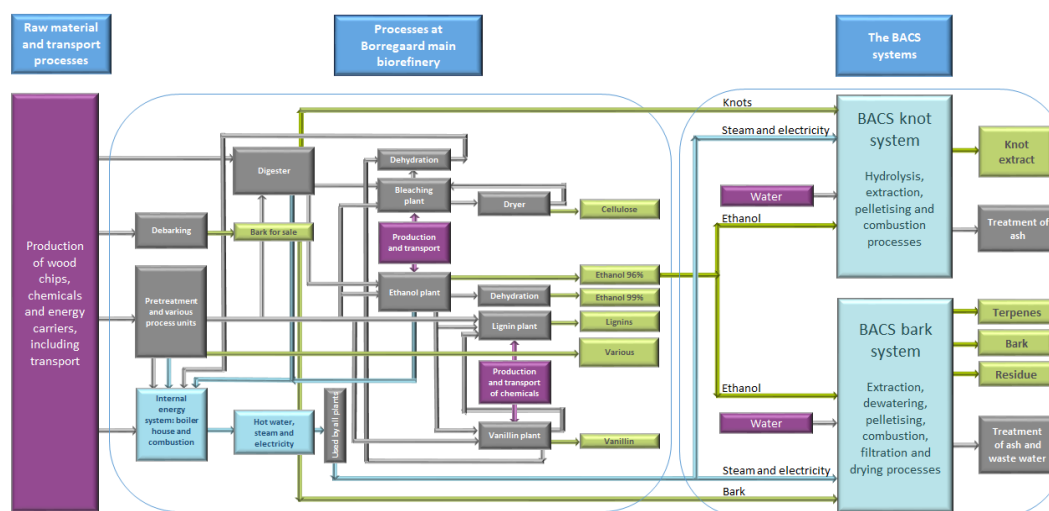 Raw material
and transport
processes
Processes at
Borregaard main
biorefinery
The BACS
systems
Production
of wood
chips,
chemicals
and energy
carriers,
including
transport
Debarking
Pretreatment
and various
process units
Internal
energy
system: boiler
house and
combustion
Digester
Bark for sale
Hot water,
steam and
electricity
Used by all plants
Dehydration
Bleaching
plant
Production
and transport
Ethanol plant
Dryer
Dehydration
Lignin plant
Production
and transport
of chemicals
Vanillin plant
Cellulose
Ethanol 96%
Ethanol 99%
Lignins
Various
Vanillin
Knots
Steam and electricity
Water
Ethanol
Ethanol
Water
Steam and electricity
Bark
BACS knot
system
Hydrolysis,
extraction,
pelletising and
combustion
processes
BACS bark
system
Extraction,
dewatering,
pelletising,
combustion,
filtration and
drying processes
Knot
extract
Treatment of
ash
Terpenes
Bark
Residue
Treatment
of ash and
waste water